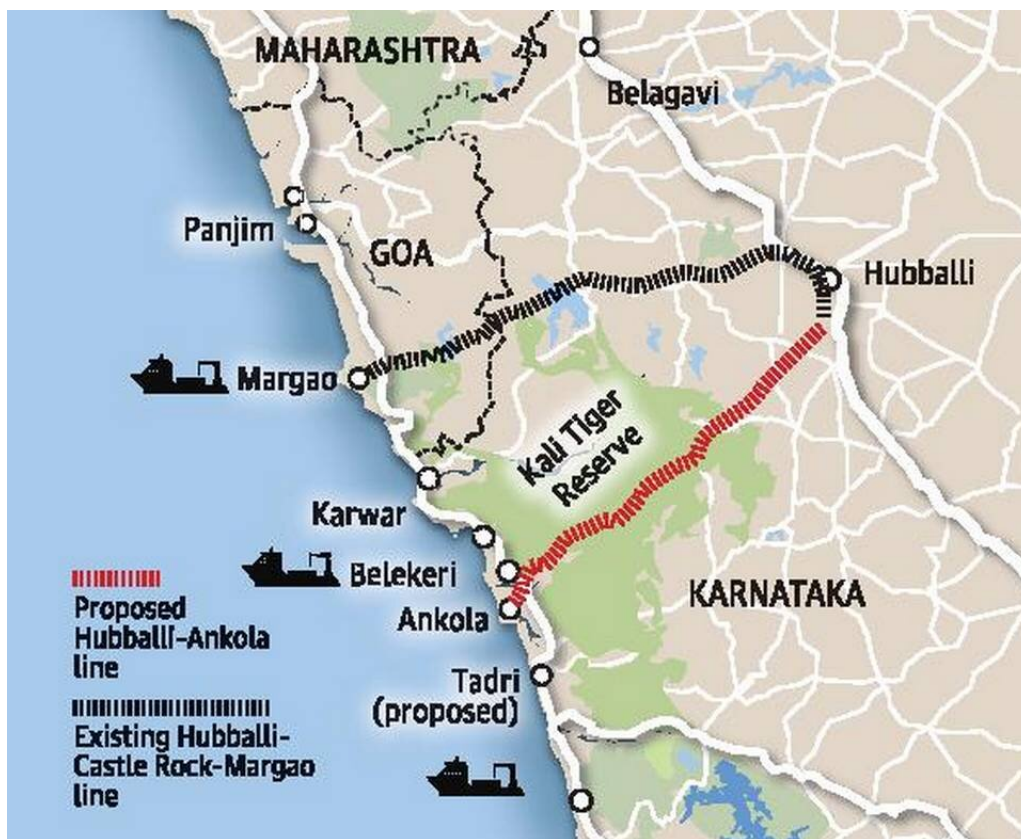 MAHARASHTRA
Belagavi
Panjim
GOA
Hubballi
Margao
Kali Tiger
Reserve
Karwar
Belekeri
Ankola
KARNATAKA
Tadri
(proposed)
Proposed
Hubballi-Ankola
line
Existing Hubballi-
Castle Rock-Margao
line